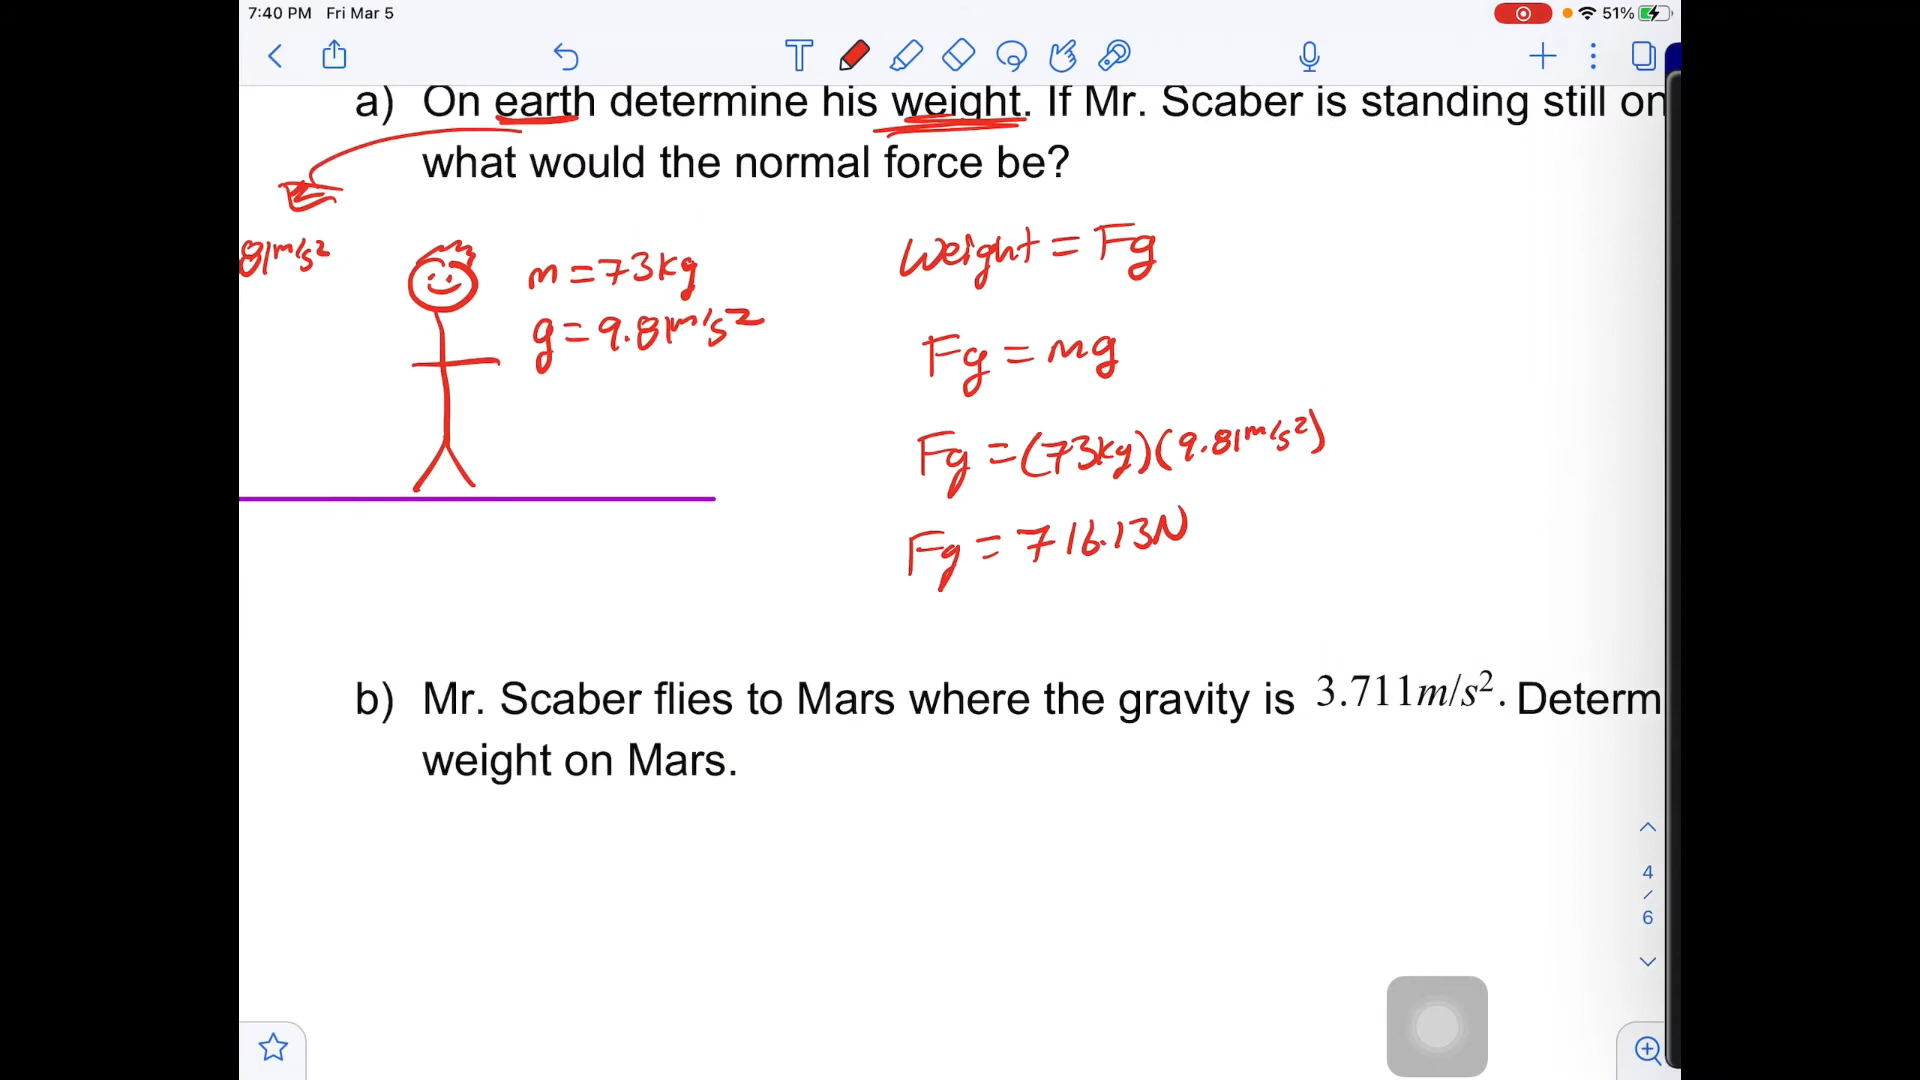 7:40 PM Fri Mar 5
51%
a) On earth determine his weight. If Mr. Scaber is standing still on
what would the normal force be?
81m/s²
m = 73kg
g = 9.81m/s²
Weight = Fg
Fg = mg
Fg = (73kg)(9.81m/s²)
Fg = 716.13N
b) Mr. Scaber flies to Mars where the gravity is 3.711m/s². Determ
weight on Mars.
4
/
6